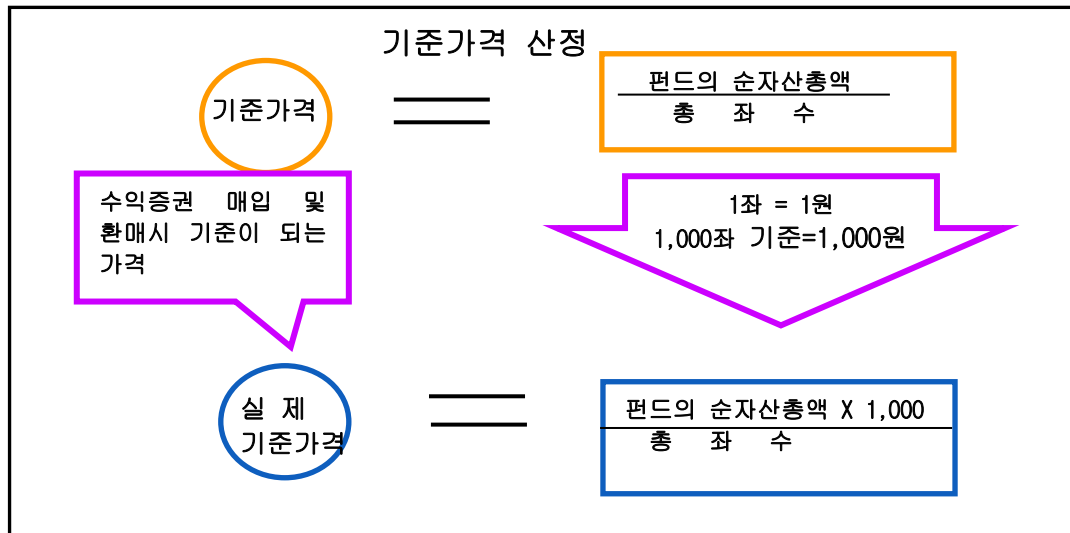 기준가격 산정
기준가격
펀드의 순자산총액
총 좌 수
수익증권 매입 및
환매시 기준이 되는
가격
1좌 = 1원
1,000좌 기준=1,000원
실 제
기준가격
펀드의 순자산총액 X 1,000
총 좌 수